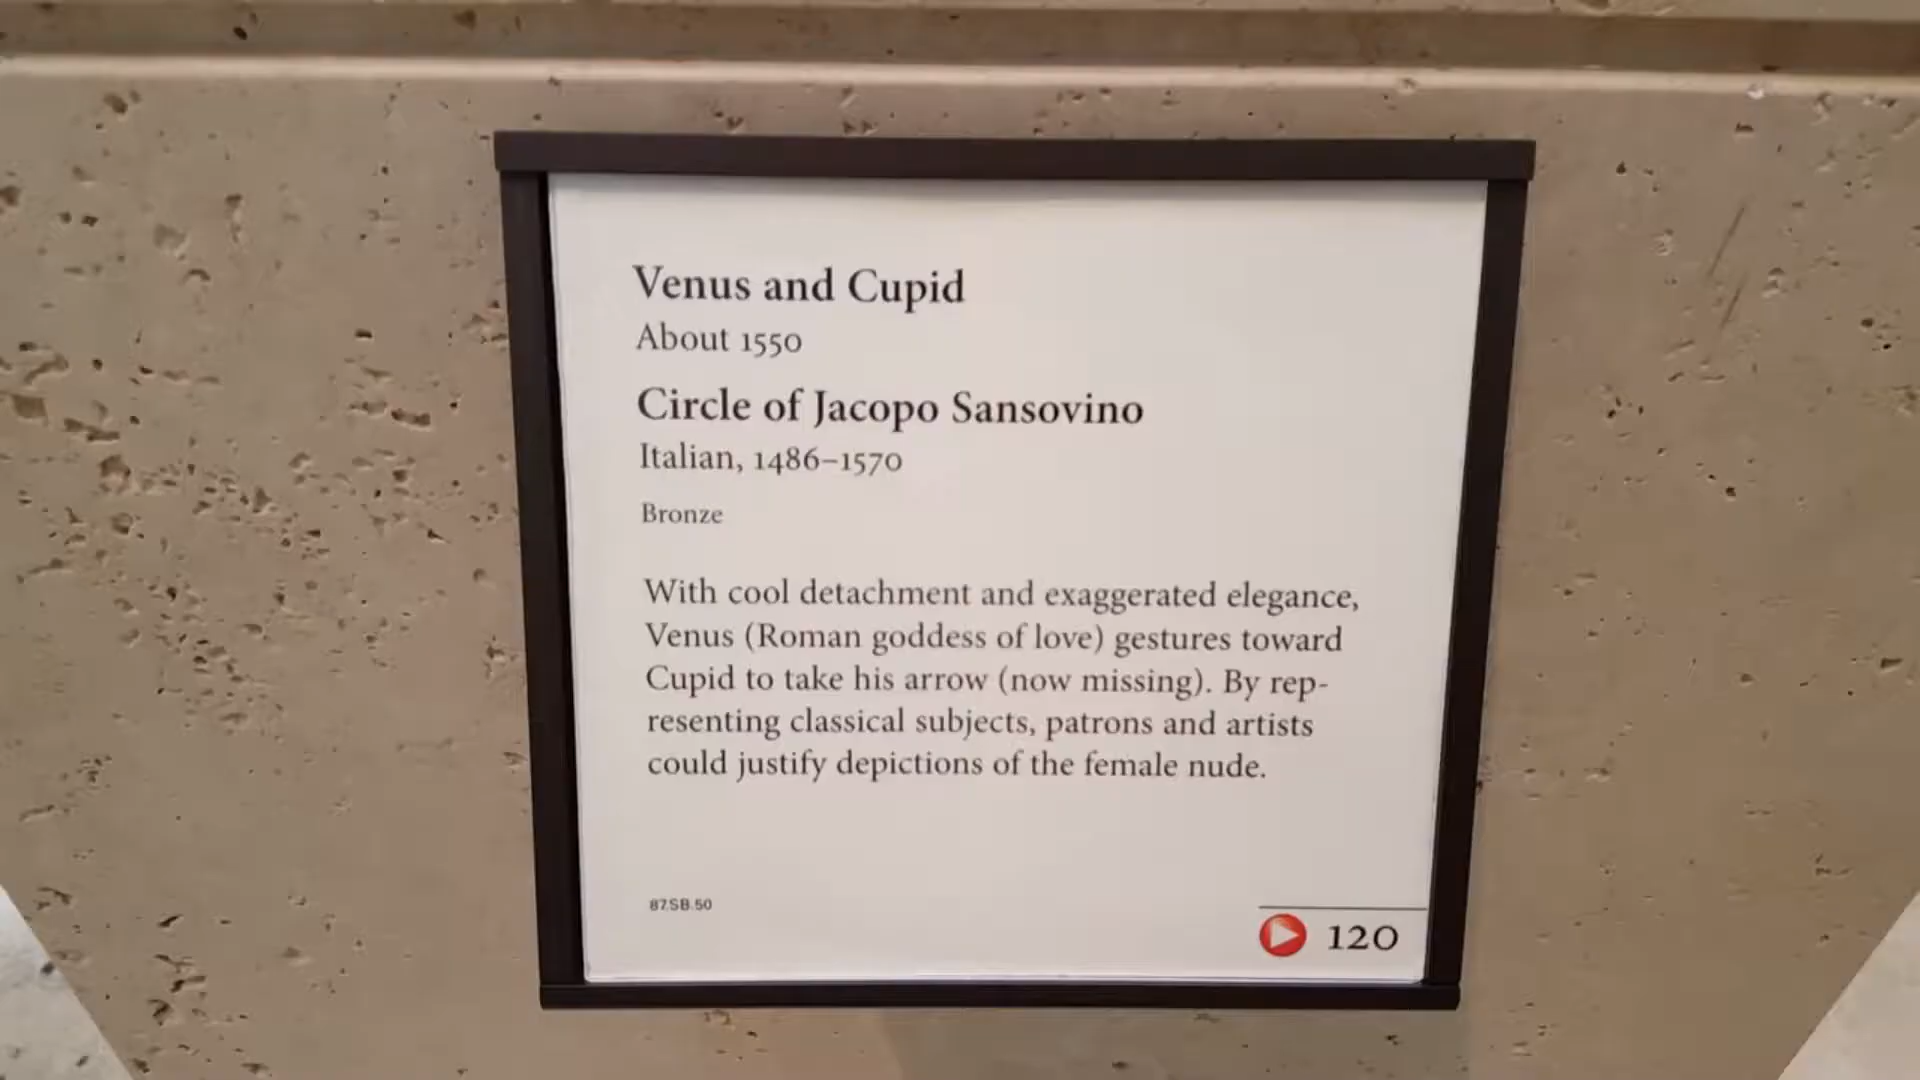 Venus and Cupid
About 1550
Circle of Jacopo Sansovino
Italian, 1486–1570
Bronze
With cool detachment and exaggerated elegance,
Venus (Roman goddess of love) gestures toward
Cupid to take his arrow (now missing). By rep-
resenting classical subjects, patrons and artists
could justify depictions of the female nude.
87.SB.50
120